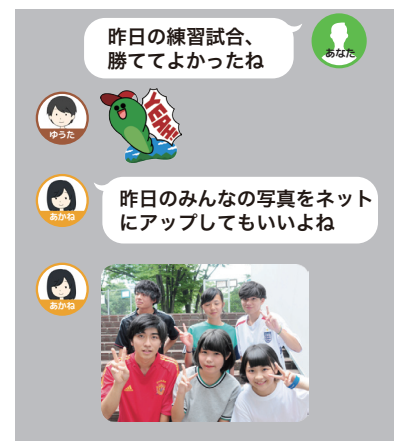 昨日の練習試合、
勝ててよかったね
あなた
ゆうた
YEAH!
昨日のみんなの写真をネット
にアップしてもいいよね
あかね
あかね